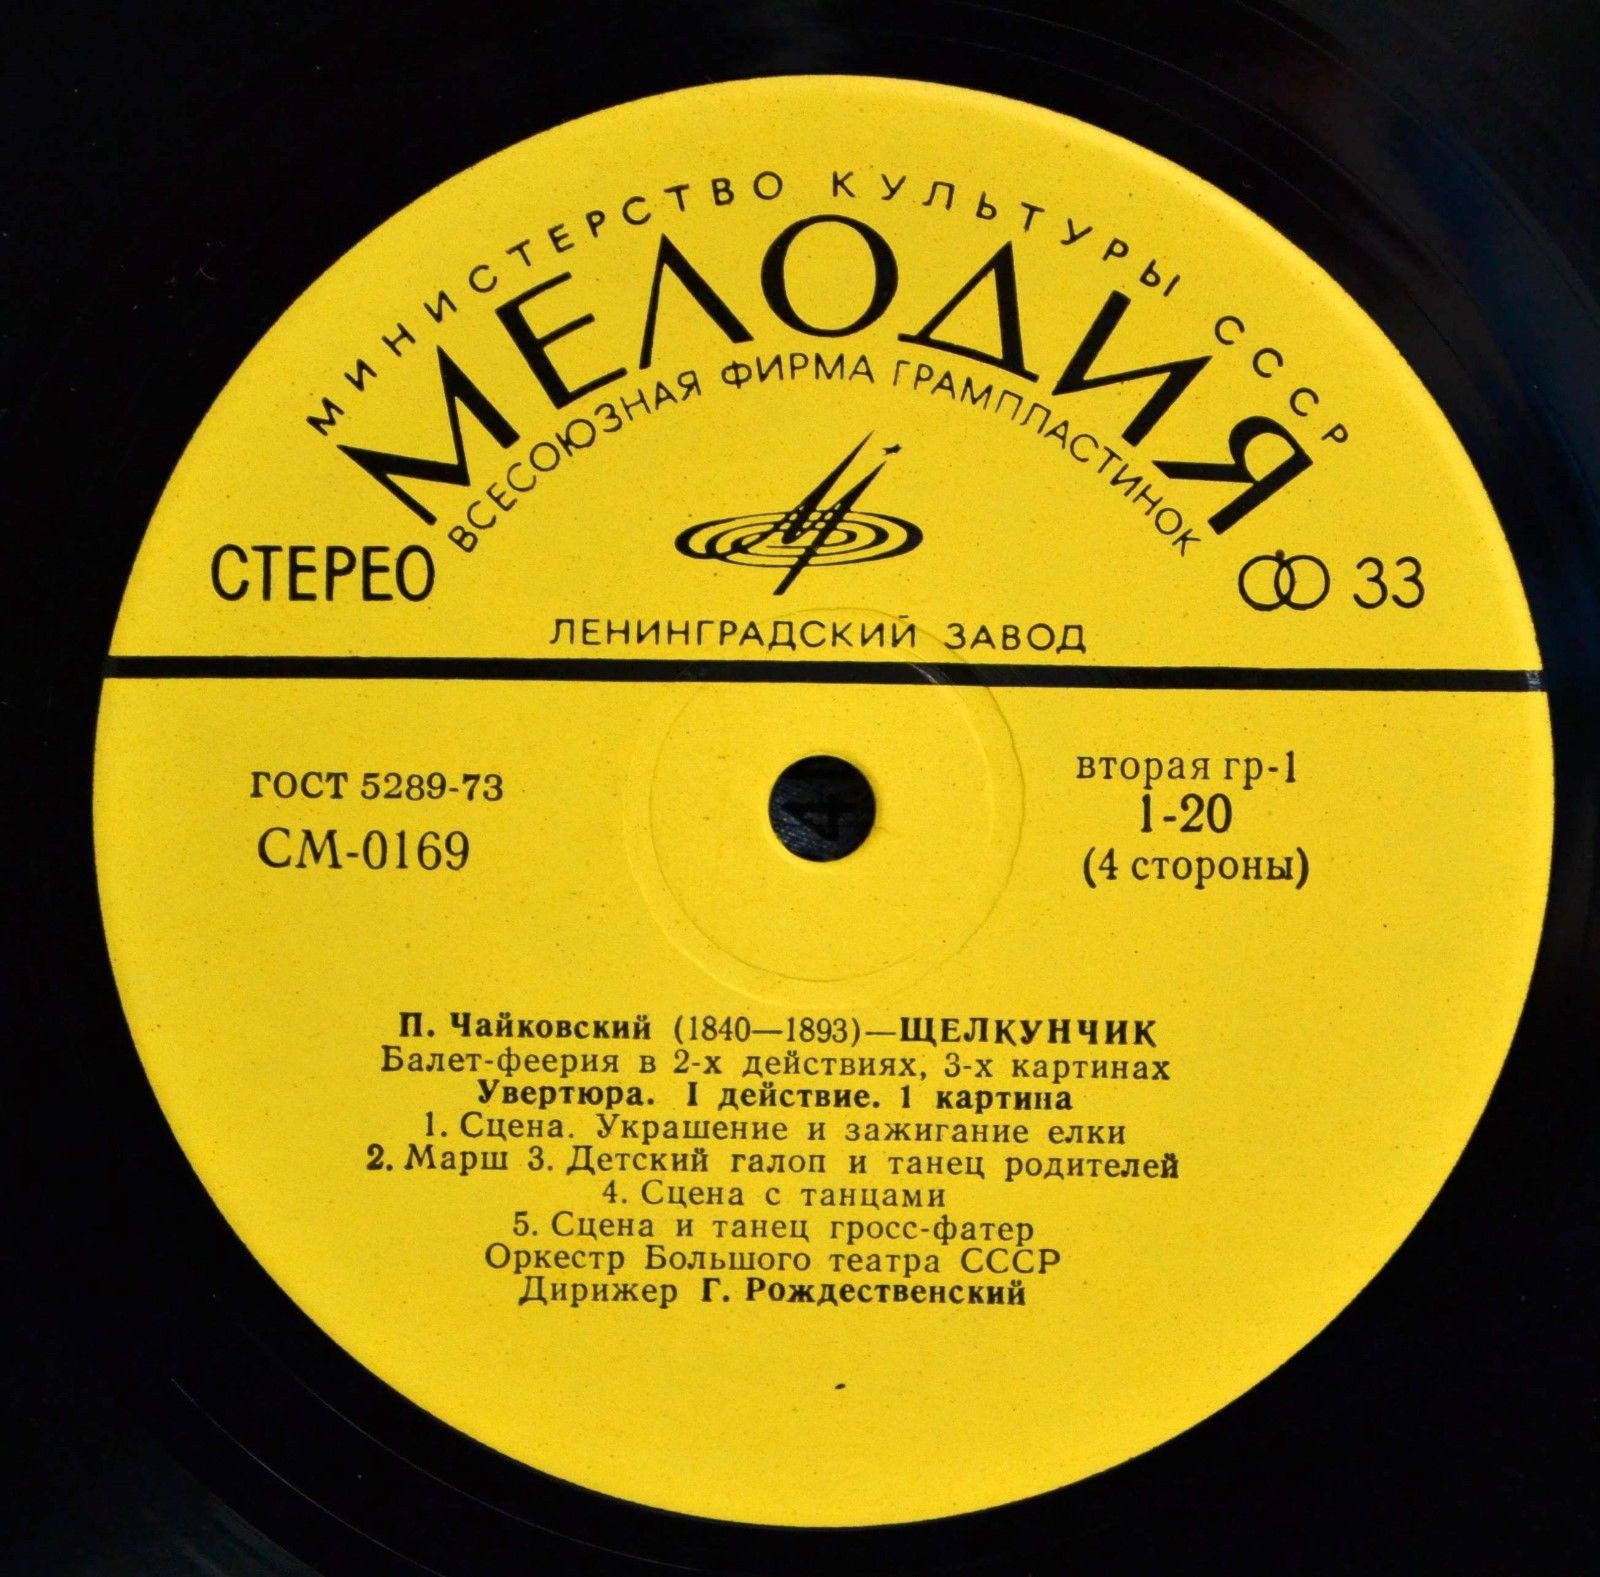 МИНИСТЕРСТВО КУЛЬТУРЫ СССР
МЕЛОДИЯ
ВСЕСОЮЗНАЯ ФИРМА ГРАМПЛАСТИНОК
СТЕРЕО
33
ЛЕНИНГРАДСКИЙ ЗАВОД
ГОСТ 5289-73
СМ-0169
вторая гр-1
1-20
(4 стороны)
П. Чайковский (1840—1893)—ЩЕЛКУНЧИК
Балет-феерия в 2-х действиях, 3-х картинах
Увертюра. I действие. 1 картина
1. Сцена. Украшение и зажигание елки
2. Марш 3. Детский галоп и танец родителей
4. Сцена с танцами
5. Сцена и танец гросс-фатер
Оркестр Большого театра СССР
Дирижер Г. Рождественский